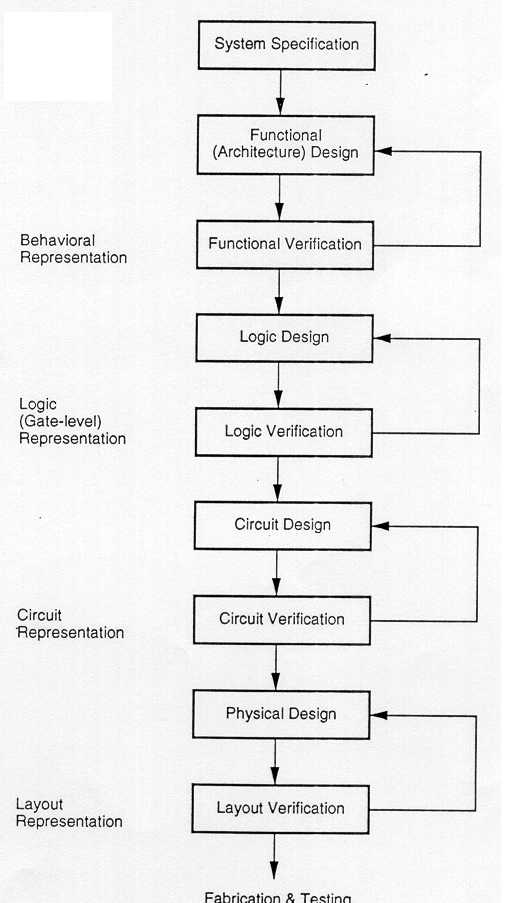 System Specification
Functional
(Architecture) Design
Behavioral
Representation
Functional Verification
Logic Design
Logic
(Gate-level)
Representation
Logic Verification
Circuit Design
Circuit
Representation
Circuit Verification
Physical Design
Layout
Representation
Layout Verification
Fabrication & Testing